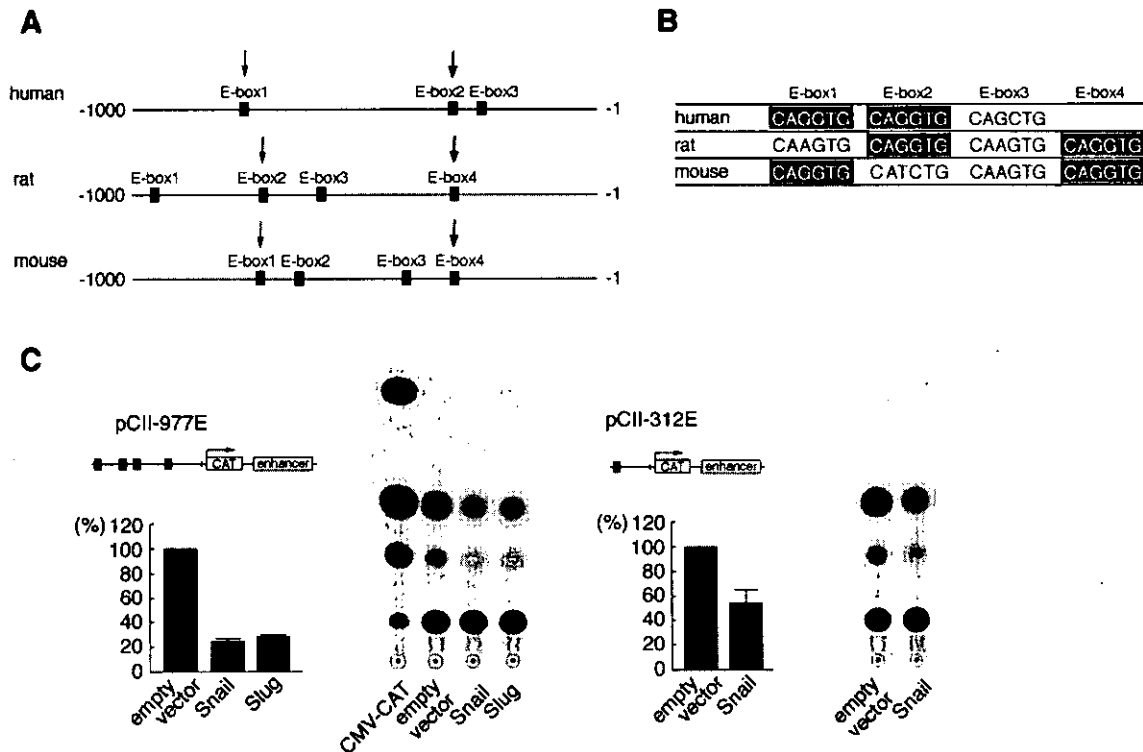 A
human
-1000
E-box1
E-box2
E-box3
-1
rat
-1000
E-box1
E-box2
E-box3
E-box4
-1
mouse
-1000
E-box1
E-box2
E-box3
E-box4
-1
B
E-box1 E-box2 E-box3 E-box4
human CAGGTG CAGGTG CAGCTG
rat CAAGTG CAGGTG CAAGTG CAGGTG
mouse CAGGTG CATCTG CAAGTG CAGGTG
C
pCII-977E
CAT
enhancer
(%)
120
100
80
60
40
20
0
empty
vector
Snail
Slug
CMV-CAT
empty
vector
Snail
Slug
pCII-312E
CAT
enhancer
(%)
120
100
80
60
40
20
0
empty
vector
Snail
empty
vector
Snail